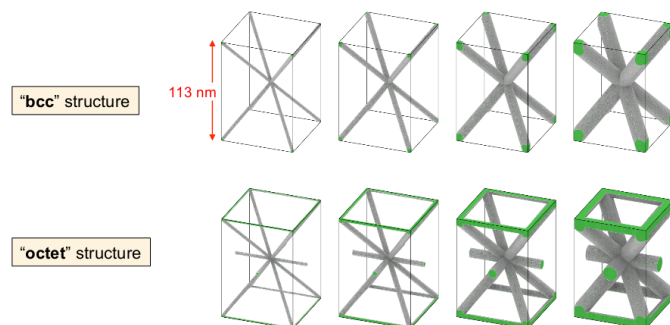 113 nm
“bcc” structure
“octet” structure